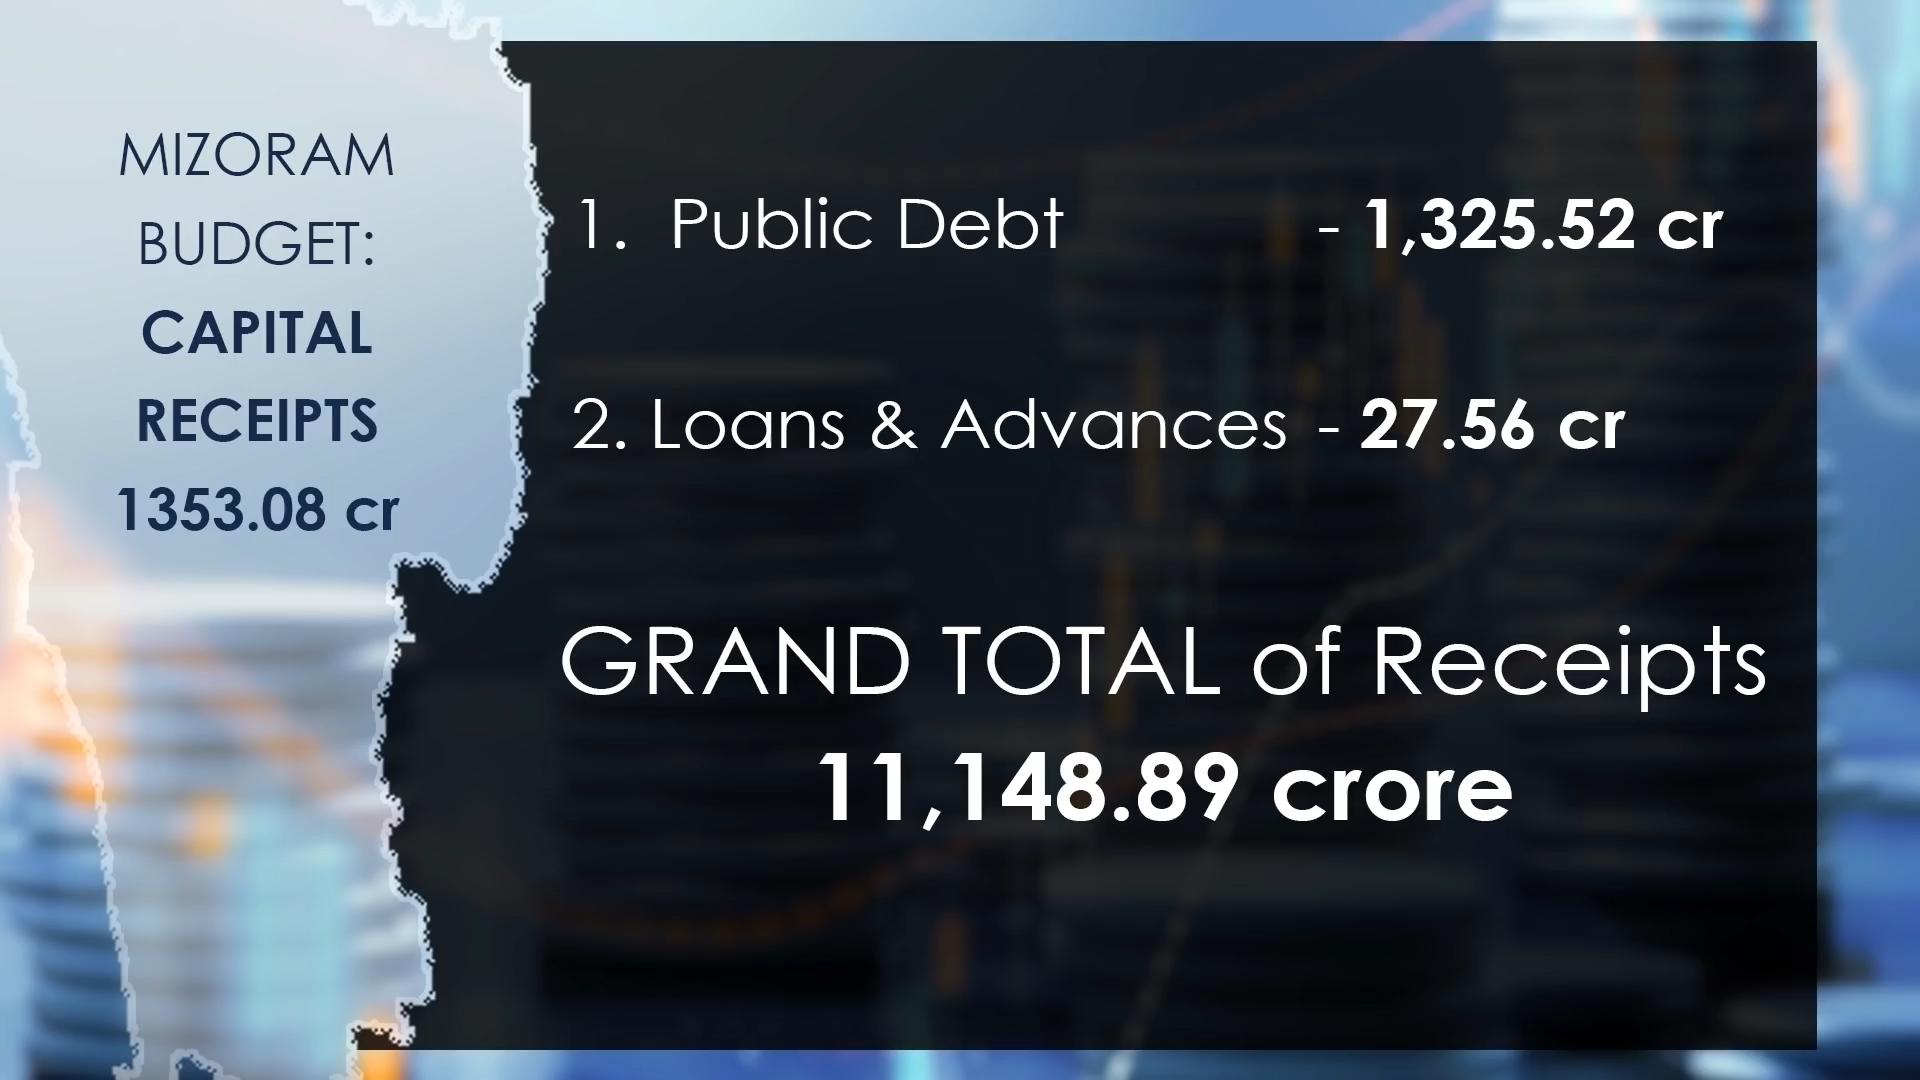 MIZORAM
BUDGET:
CAPITAL
RECEIPTS
1353.08 cr
1. Public Debt - 1,325.52 cr
2. Loans & Advances - 27.56 cr
GRAND TOTAL of Receipts
11,148.89 crore